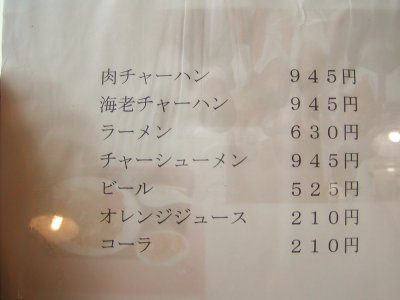 肉チャーハン　９４５円
海老チャーハン　９４５円
ラーメン　６３０円
チャーシューメン　９４５円
ビール　５２５円
オレンジジュース　２１０円
コーラ　２１０円